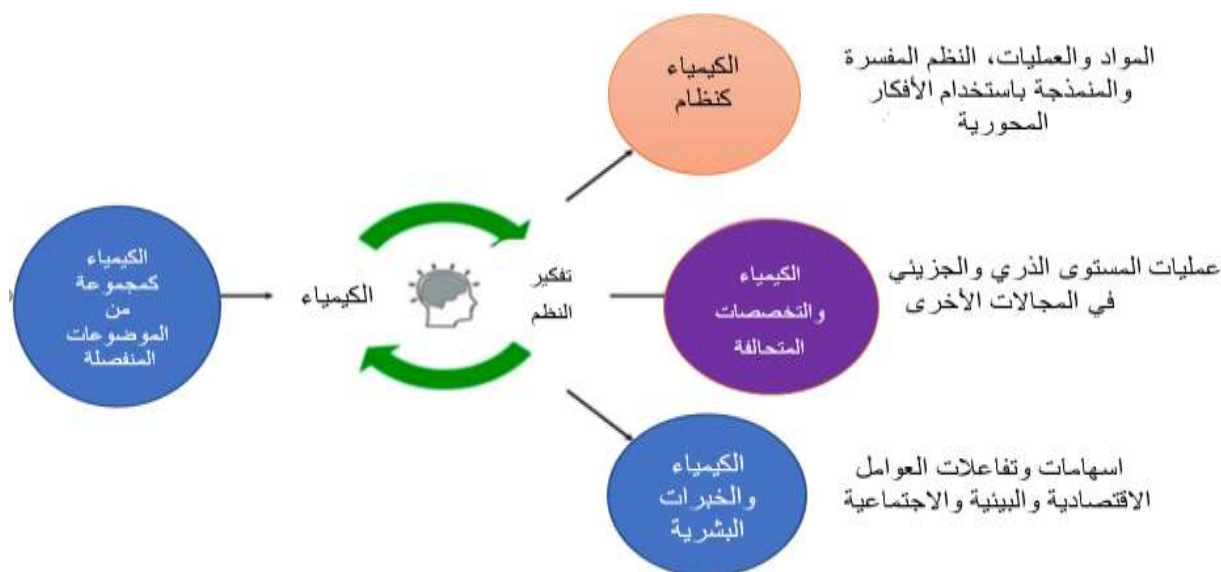 الكيمياء
كنظام
المواد والعمليات، النظم المفسرة
والمنمذجة باستخدام الأفكار
المحورية
الكيمياء
كمجموعة
من
الموضوعات
المنفصلة
الكيمياء
تفكير
النظم
الكيمياء
والتخصصات
المتحالفة
عمليات المستوى الذري والجزيئي
في المجالات الأخرى
الكيمياء
والخبرات
البشرية
اسهامات وتفاعلات العوامل
الاقتصادية والبيئية والاجتماعية